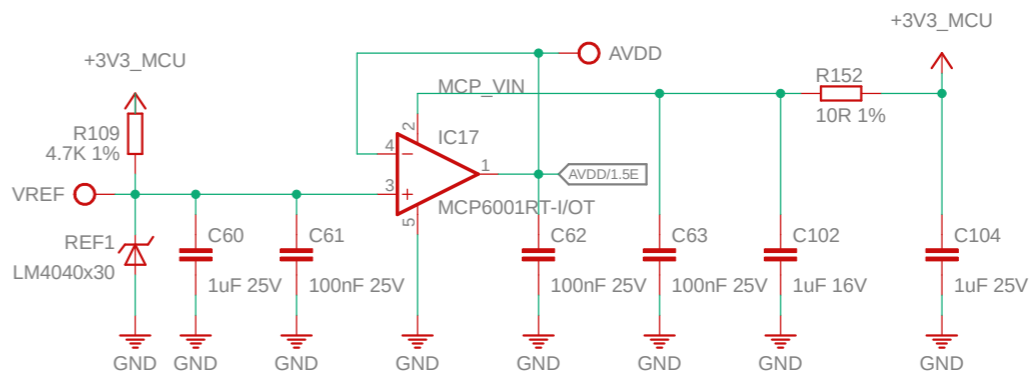 +3V3_MCU
R109
4.7K 1%
VREF
REF1
LM4040x30
C60
1uF 25V
C61
100nF 25V
GND
GND
GND
AVDD
MCP_VIN
2
IC17
4
1
3
5
MCP6001RT-I/OT
AVDD/1.5E
GND
C62
100nF 25V
GND
C63
100nF 25V
GND
+3V3_MCU
R152
10R 1%
C102
1uF 16V
GND
C104
1uF 25V
GND